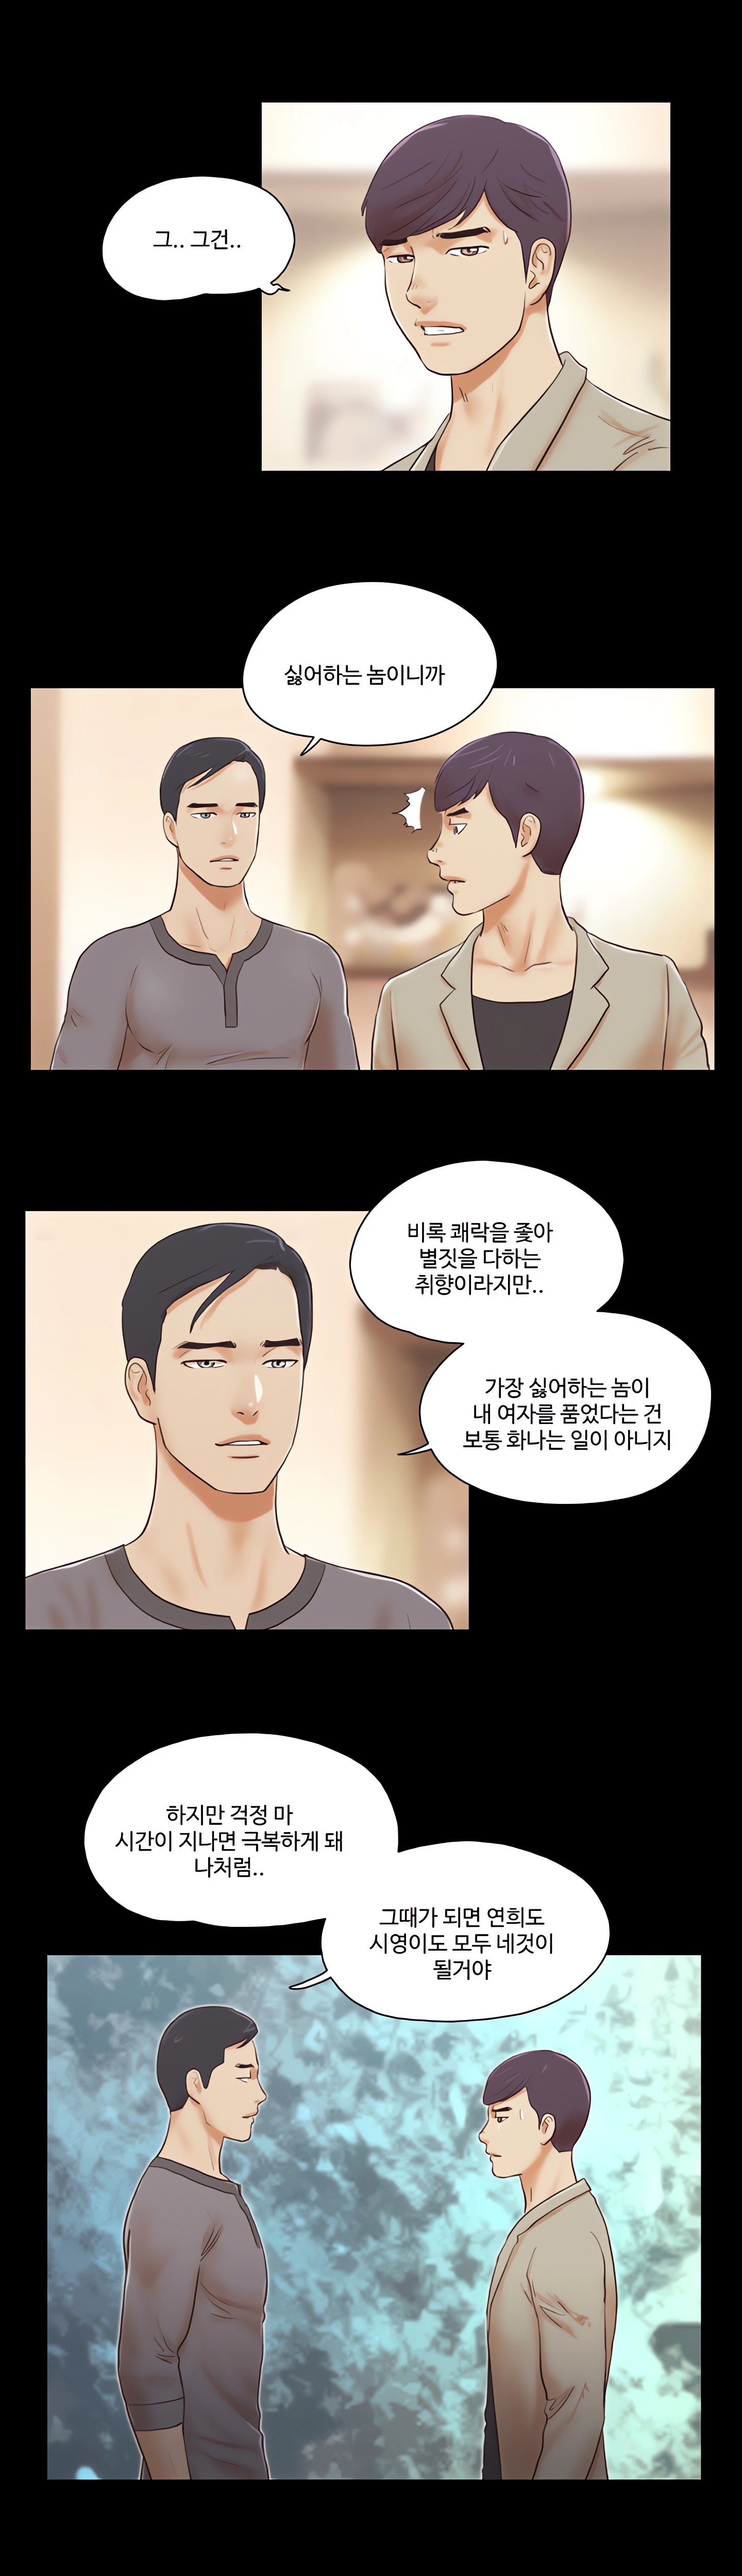 그.. 그건..
싫어하는 놈이니까
비록 쾌락을 좇아
별짓을 다하는
취향이라지만..
가장 싫어하는 놈이
내 여자를 품었다는 건
보통 화나는 일이 아니지
하지만 걱정 마
시간이 지나면 극복하게 돼
나처럼..
그때가 되면 연희도
시영이도 모두 네것이
될거야